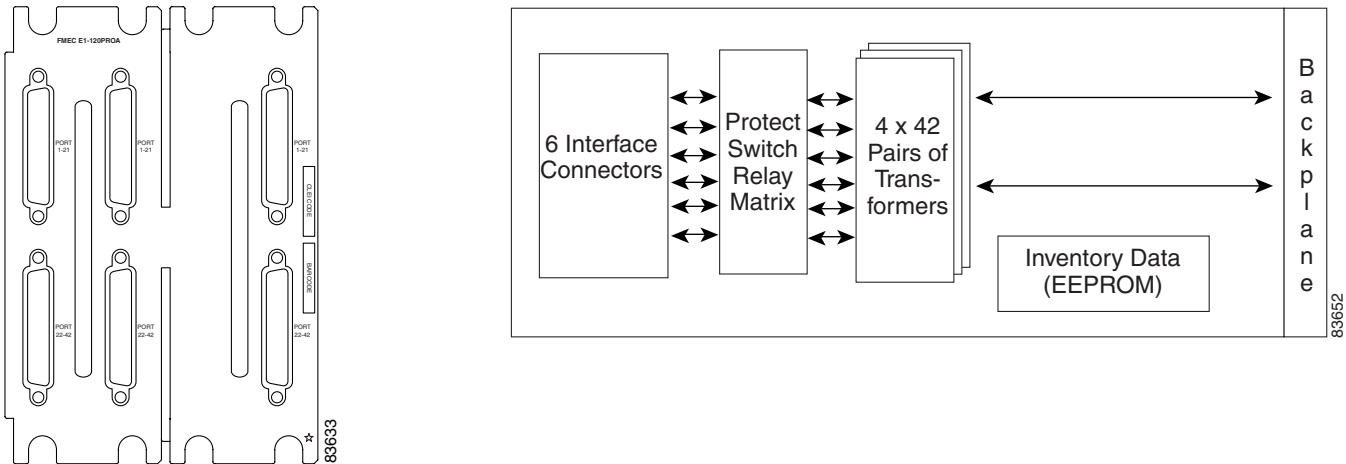 FMEC E1-120PROA
PORT
1-21
PORT
1-21
PORT
1-21
CLEI CODE
BARCODE
PORT
22-42
PORT
22-42
PORT
22-42
83633
6 Interface
Connectors
Protect
Switch
Relay
Matrix
4 x 42
Pairs of
Trans-
formers
Inventory Data
(EEPROM)
Backplane
83652